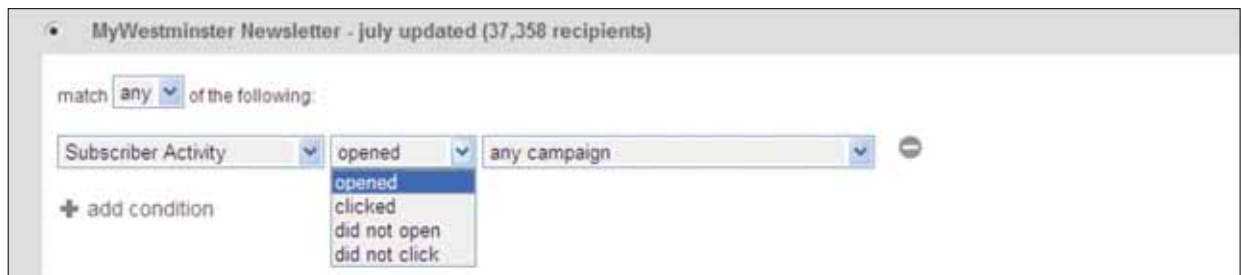 MyWestminster Newsletter - july updated (37,358 recipients)
match any of the following:
Subscriber Activity opened any campaign
opened
clicked
+ add condition
did not open
did not click